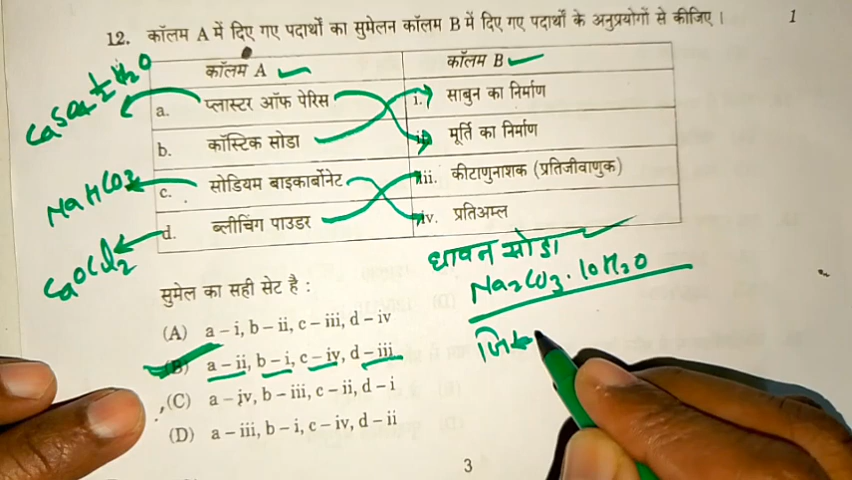 12. कॉलम A में दिए गए पदार्थों का सुमेलन कॉलम B में दिए गए पदार्थों के अनुप्रयोगों से कीजिए । 1
कॉलम A कॉलम B
a. प्लास्टर ऑफ पेरिस i. साबुन का निर्माण
CaSO4 ½ H2O
b. कॉस्टिक सोडा ii. मूर्ति का निर्माण
c. सोडियम बाइकार्बोनेट iii. कीटाणुनाशक (प्रतिजीवाणुक)
NaHCO3
d. ब्लीचिंग पाउडर iv. प्रतिअम्ल
CaOCl2
धावन सोडा
Na2CO3 . 10H2O
सुमेल का सही सेट है :
(A) a – i, b – ii, c – iii, d – iv
(B) a – ii, b – i, c – iv, d – iii
(C) a – iv, b – iii, c – ii, d – i
(D) a – iii, b – i, c – iv, d – ii
3